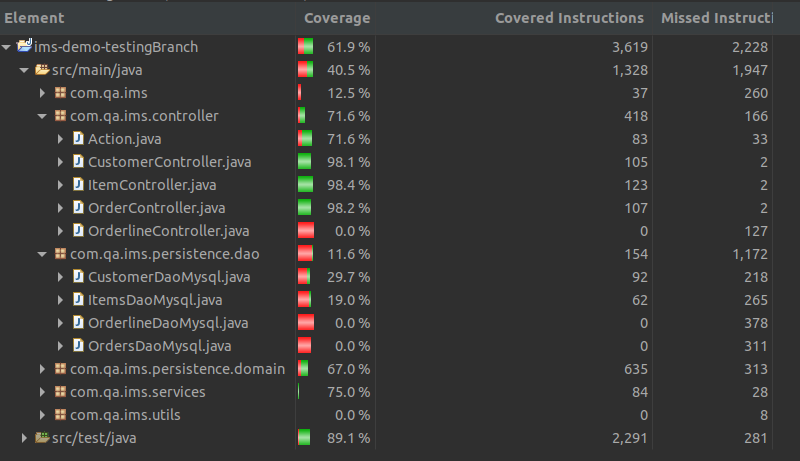 Element Coverage Covered Instructions Missed Instructi
ims-demo-testingBranch 61.9 % 3,619 2,228
src/main/java 40.5 % 1,328 1,947
com.qa.ims 12.5 % 37 260
com.qa.ims.controller 71.6 % 418 166
Action.java 71.6 % 83 33
CustomerController.java 98.1 % 105 2
ItemController.java 98.4 % 123 2
OrderController.java 98.2 % 107 2
OrderlineController.java 0.0 % 0 127
com.qa.ims.persistence.dao 11.6 % 154 1,172
CustomerDaoMysql.java 29.7 % 92 218
ItemsDaoMysql.java 19.0 % 62 265
OrderlineDaoMysql.java 0.0 % 0 378
OrdersDaoMysql.java 0.0 % 0 311
com.qa.ims.persistence.domain 67.0 % 635 313
com.qa.ims.services 75.0 % 84 28
com.qa.ims.utils 0.0 % 0 8
src/test/java 89.1 % 2,291 281